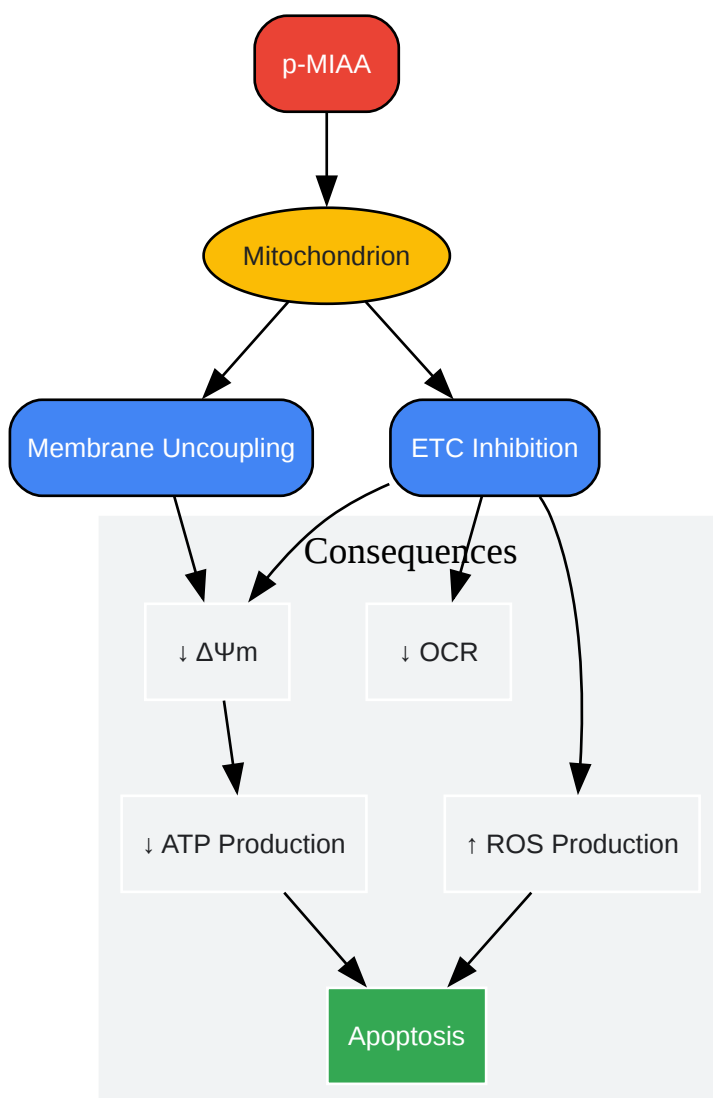 p-MIAA
Mitochondrion
Membrane Uncoupling
ETC Inhibition
Consequences
↓ ΔΨm
↓ OCR
↓ ATP Production
↑ ROS Production
Apoptosis